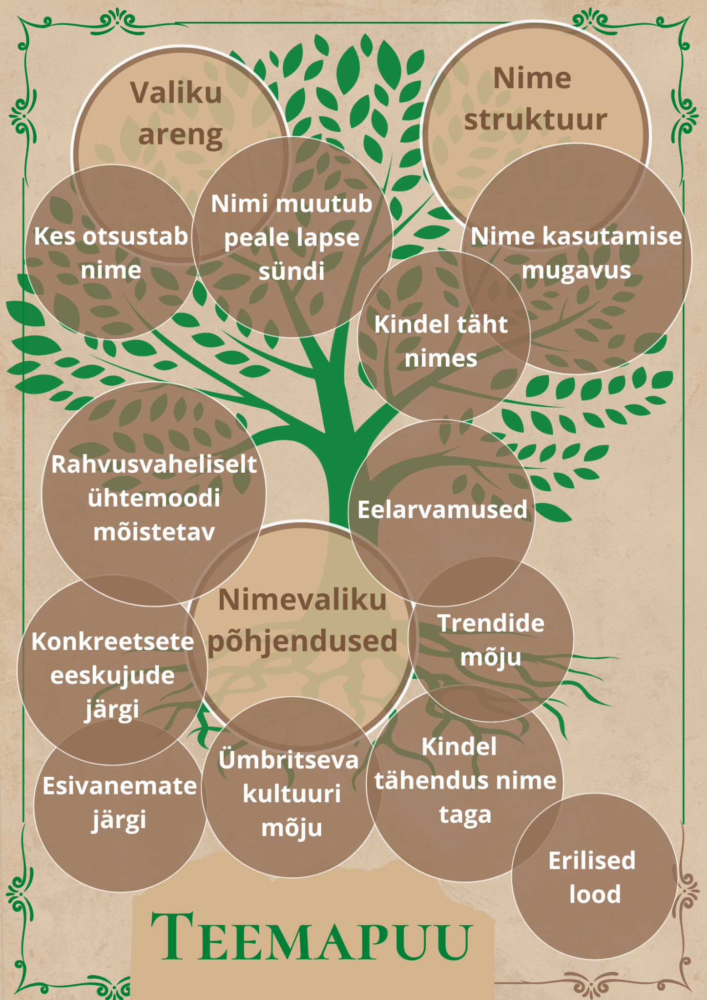 Valiku
areng
Nime
struktuur
Kes otsustab
nime
Nimi muutub
peale lapse
sündi
Nime kasutamise
mugavus
Kindel täht
nimes
Rahvusvaheliselt
ühtemoodi
mõistetav
Eelarvamused
Nimevaliku
põhjendused
Trendide
mõju
Konkreetsete
eeskujude
järgi
Esivanemate
järgi
Ümbritseva
kultuuri
mõju
Kindel
tähendus nime
taga
Erilised
lood
TEEMAPUU